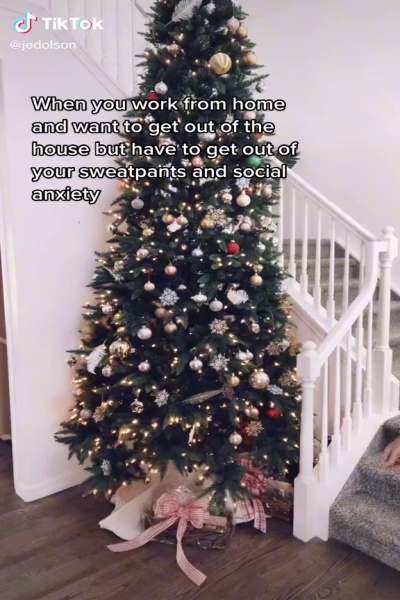 TikTok
@jedolson
When you work from home
and want to get out of the
house but have to get out of
your sweatpants and social
anxiety